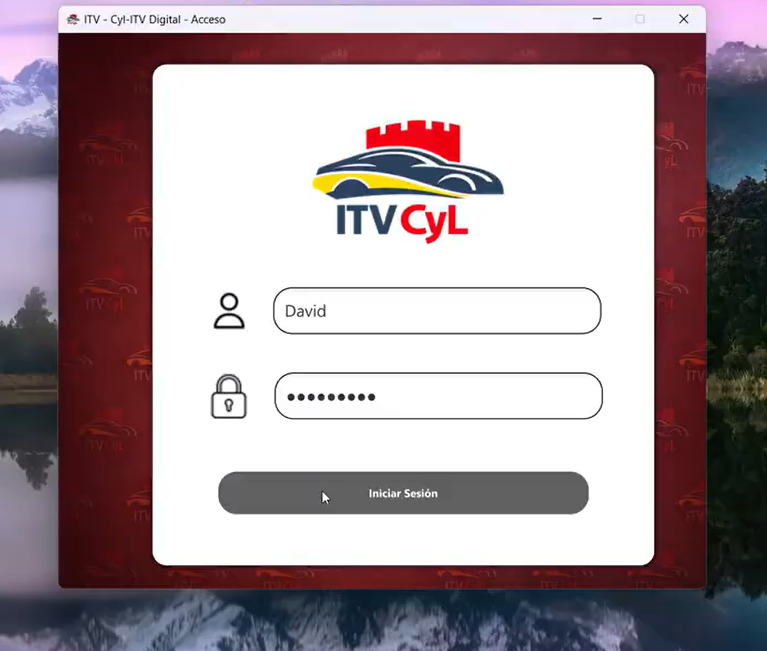 ITV - Cyl-ITV Digital - Acceso
ITV CyL
David
Iniciar Sesión